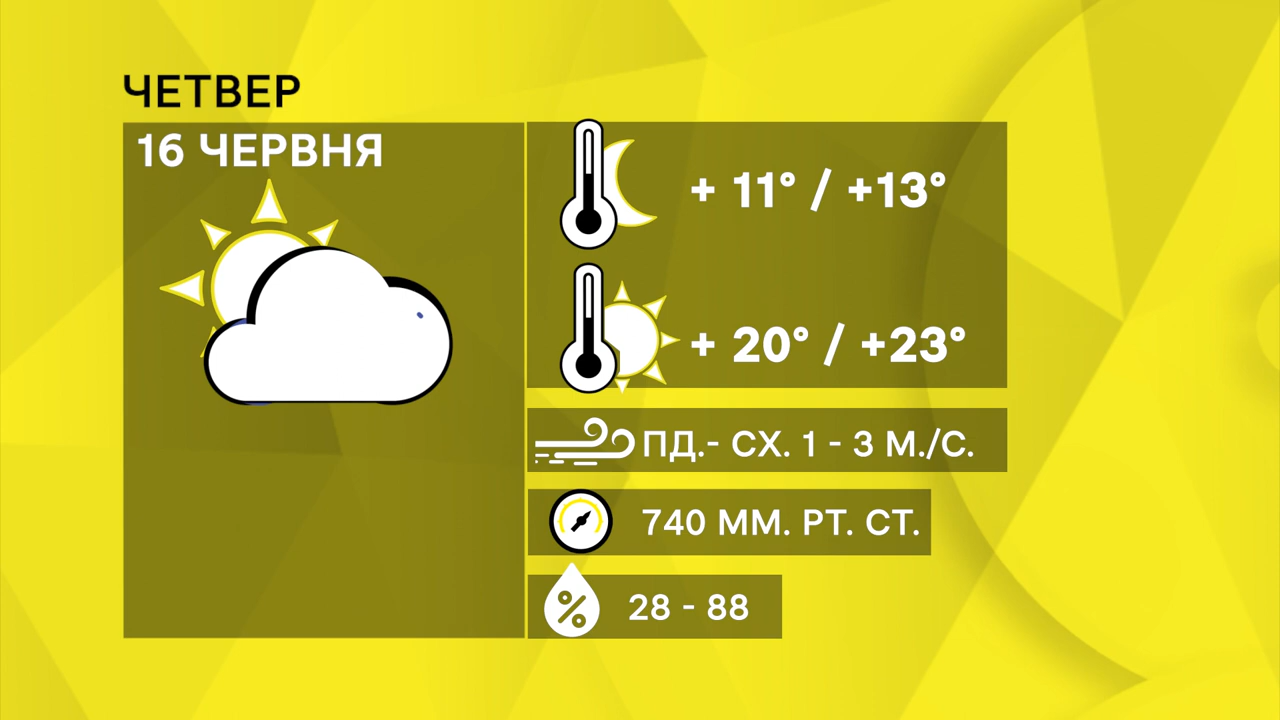 ЧЕТВЕР
16 ЧЕРВНЯ
+ 11° / +13°
+ 20° / +23°
ПД.- СХ. 1 - 3 М./С.
740 ММ. РТ. СТ.
% 28 - 88